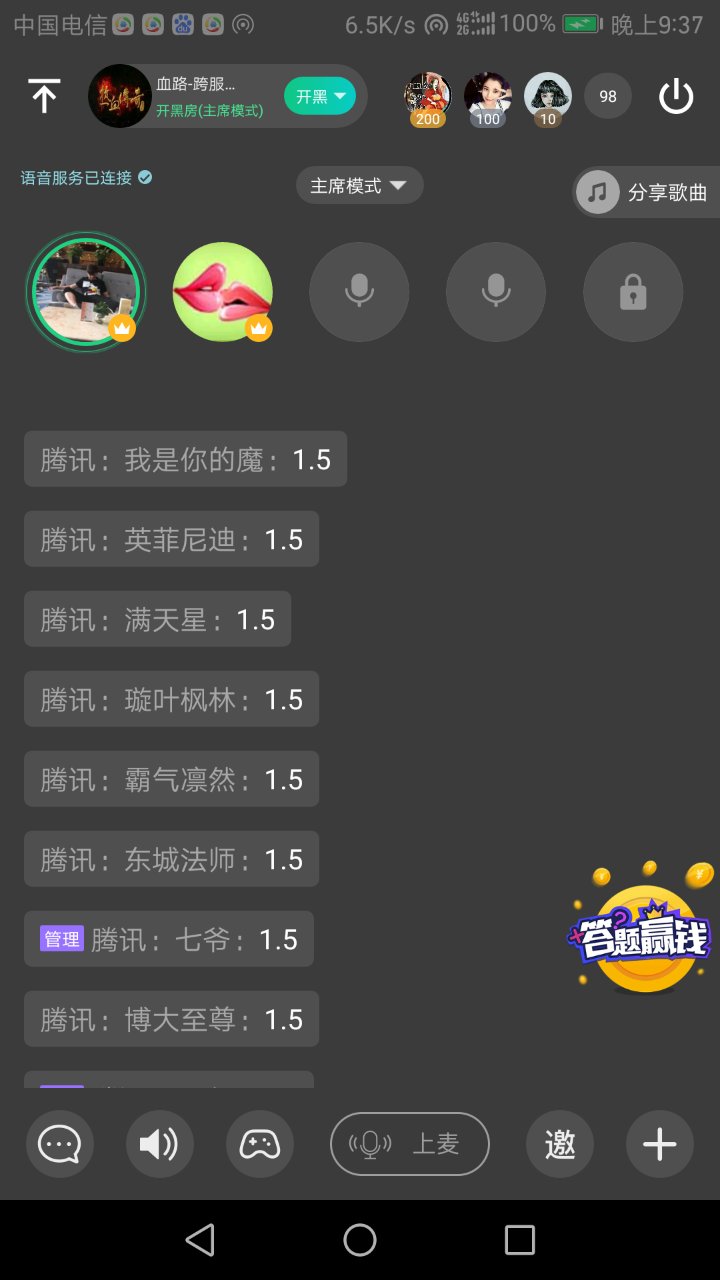 中国电信 6.5K/s 4G 2G 100% 晚上9:37
血路-跨服...
开黑房(主席模式)
开黑
200 100 10 98
语音服务已连接
主席模式
分享歌曲
腾讯：我是你的魔：1.5
腾讯：英菲尼迪：1.5
腾讯：满天星：1.5
腾讯：璇叶枫林：1.5
腾讯：霸气凛然：1.5
腾讯：东城法师：1.5
管理 腾讯：七爷：1.5
答题赢钱
腾讯：博大至尊：1.5
上麦
邀